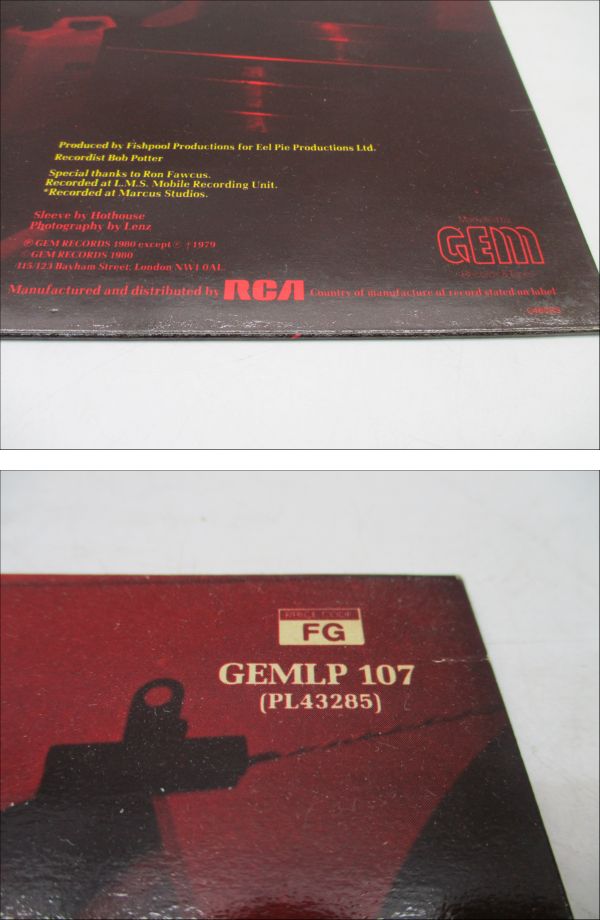 Produced by Fishpool Productions for Eel Pie Productions Ltd.
Recordist Bob Potter
Special thanks to Ron Fawcus.
Recorded at L.M.S. Mobile Recording Unit.
*Recorded at Marcus Studios.
Sleeve by Hothouse
Photography by Lenz
℗ GEM RECORDS 1980 except ℗ †1979
© GEM RECORDS 1980
115-123 Bayham Street, London NW1 0AL
GEM
Manufactured and distributed by RCA Country of manufacture of record stated on label
PRICE CODE
FG
GEMLP 107
(PL43285)